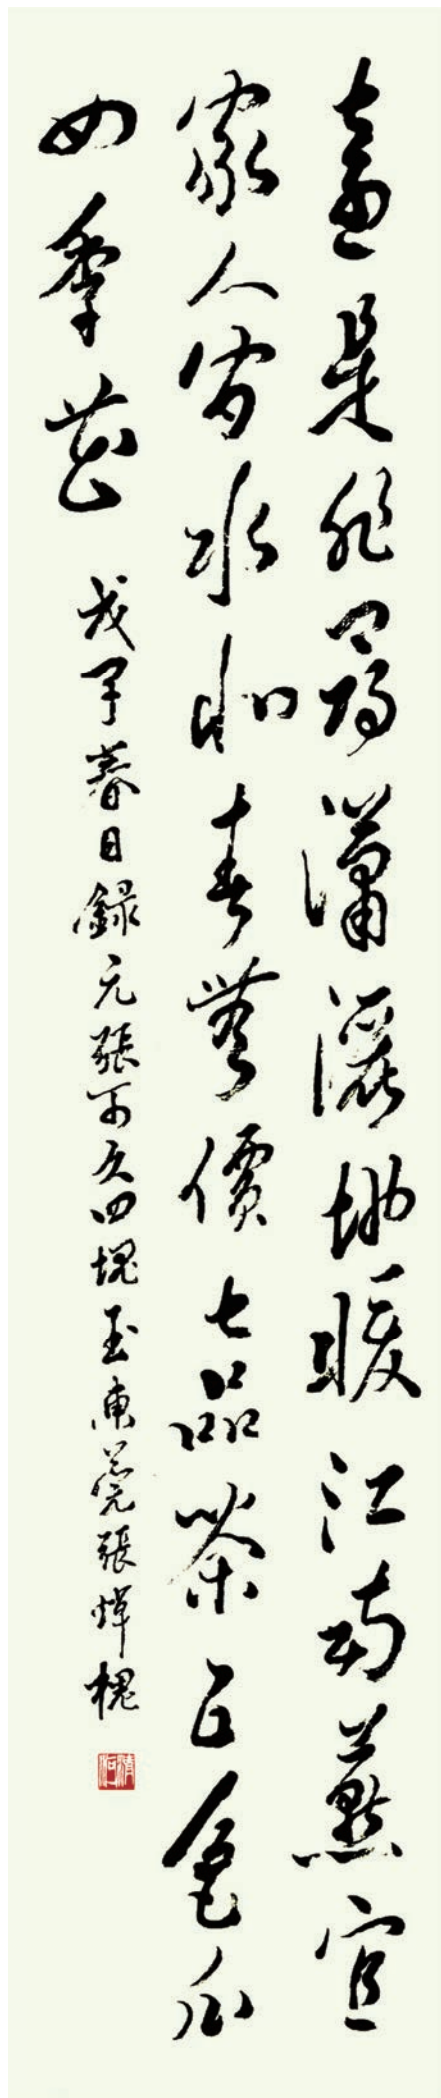 遠是非尋瀟灑地暖江南燕宜
家人閒水北春無價一品茶五色瓜
四季花
戊子春日錄元張可久四塊玉東莞張槐